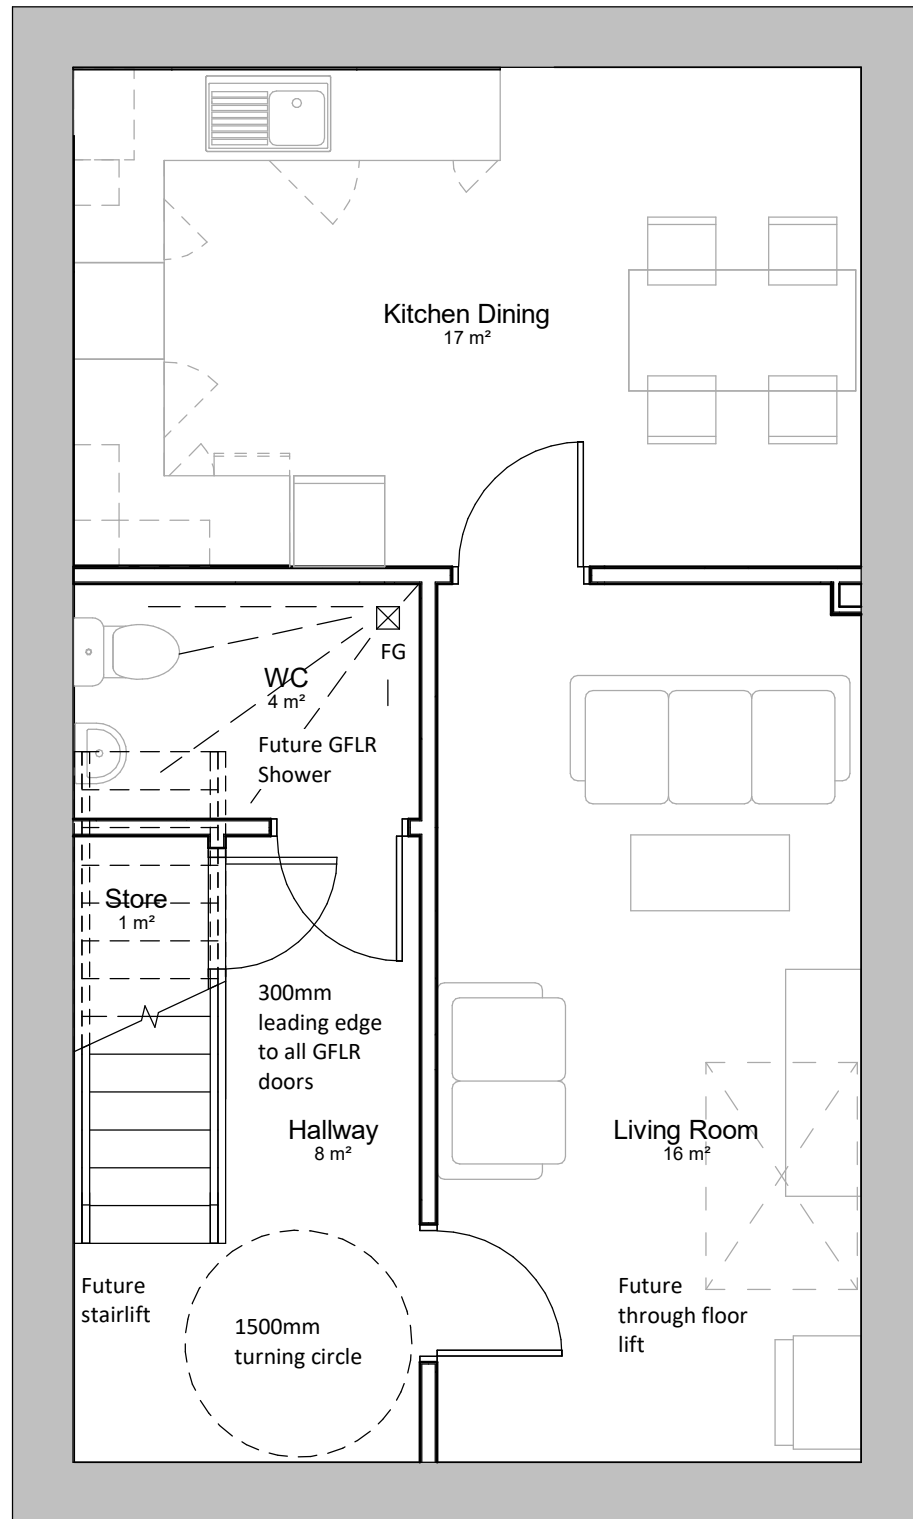 Kitchen Dining
17 m²
FG
WC
4 m²
Future GFLR
Shower
Store
1 m²
300mm
leading edge
to all GFLR
doors
Hallway
8 m²
Living Room
16 m²
Future
stairlift
1500mm
turning circle
Future
through floor
lift